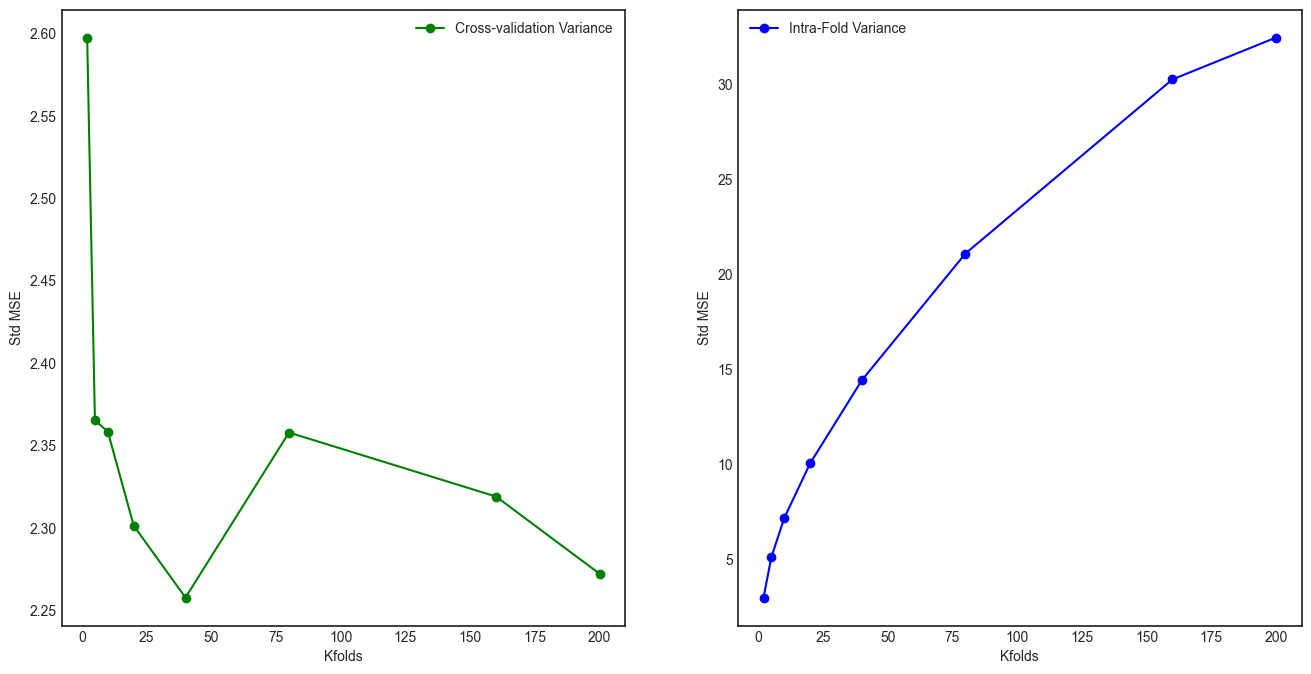 Cross-validation Variance
2.60
2.55
2.50
2.45
2.40
2.35
2.30
2.25
Std MSE
0 25 50 75 100 125 150 175 200
Kfolds
Intra-Fold Variance
30
25
20
15
10
5
Std MSE
0 25 50 75 100 125 150 175 200
Kfolds